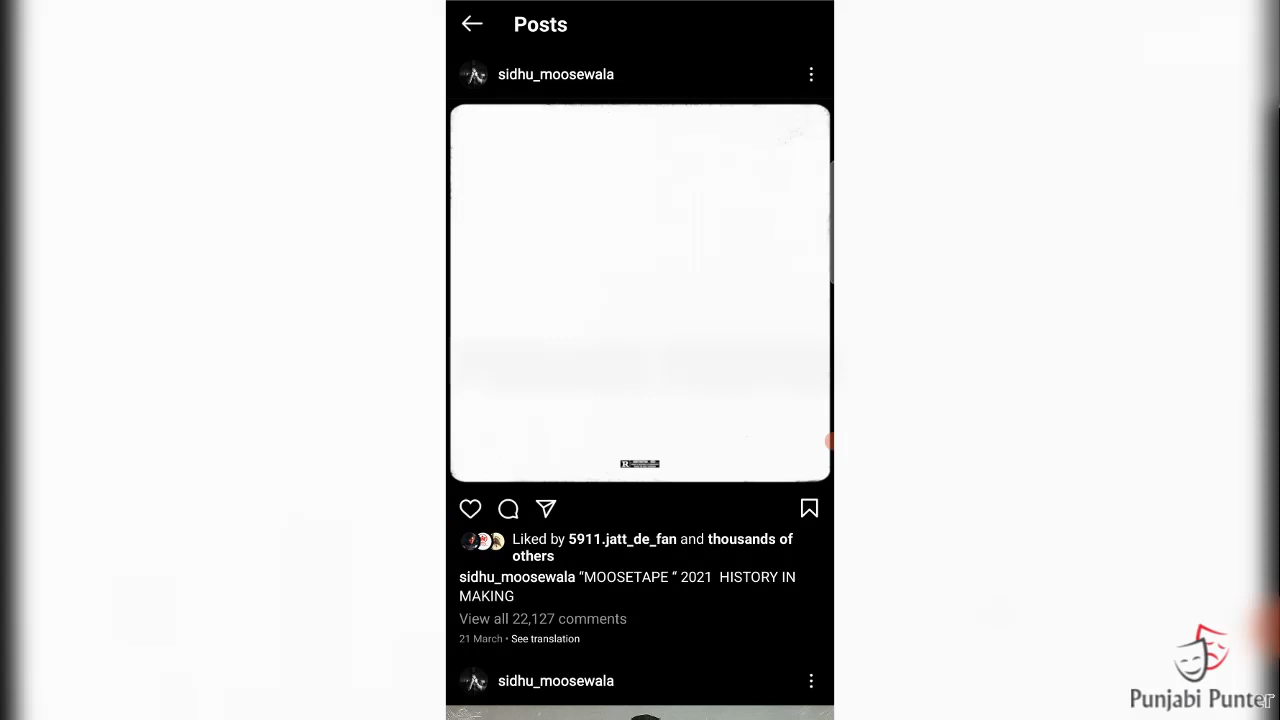 Posts
sidhu_moosewala
R
Liked by 5911.jatt_de_fan and thousands of
others
sidhu_moosewala “MOOSETAPE “ 2021 HISTORY IN
MAKING
View all 22,127 comments
21 March • See translation
sidhu_moosewala
Punjabi Punter